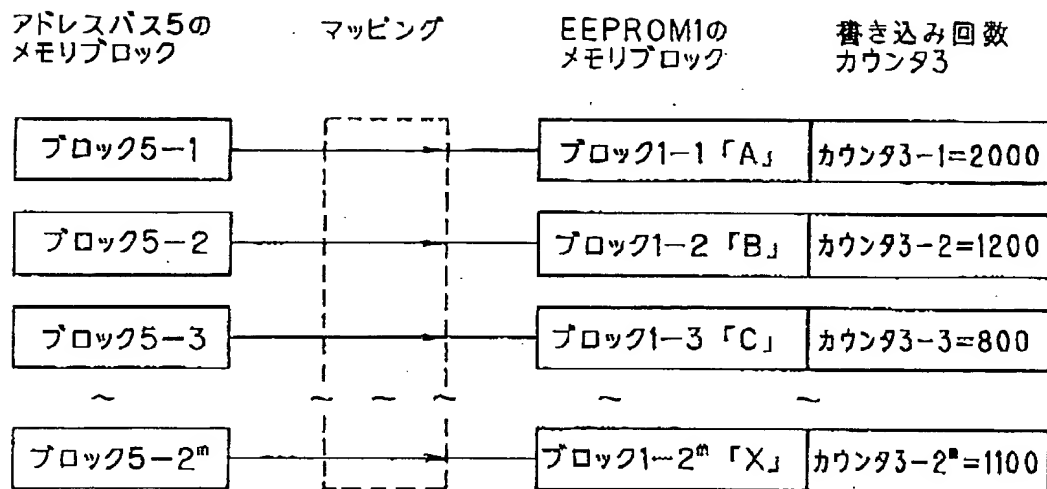 アドレスバス5の
メモリブロック
マッピング
EEPROM1の
メモリブロック
書き込み回数
カウンタ3
ブロック5-1
ブロック1-1「A」
カウンタ3-1=2000
ブロック5-2
ブロック1-2「B」
カウンタ3-2=1200
ブロック5-3
ブロック1-3「C」
カウンタ3-3=800
~ ~ ~ ~ ~ ~
ブロック5-2ᵐ
ブロック1-2ᵐ「X」
カウンタ3-2ᵐ=1100